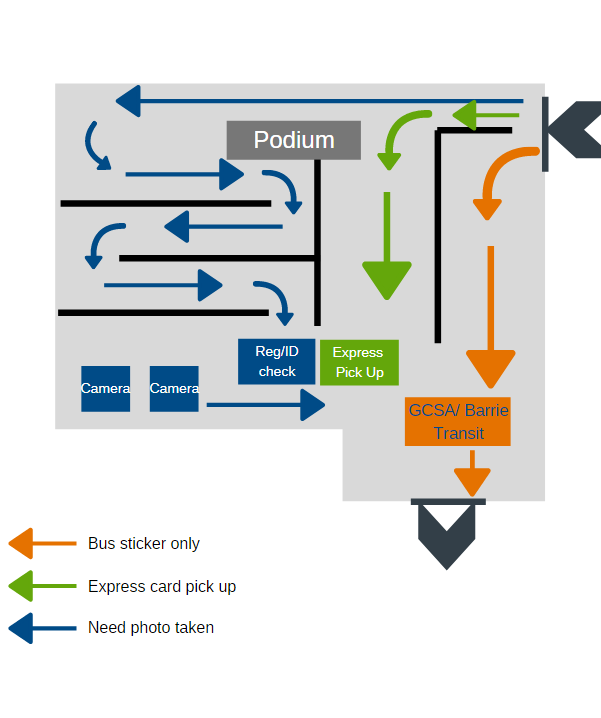 Podium
Reg/ID
check
Express
Pick Up
Camera
Camera
GCSA/ Barrie
Transit
Bus sticker only
Express card pick up
Need photo taken